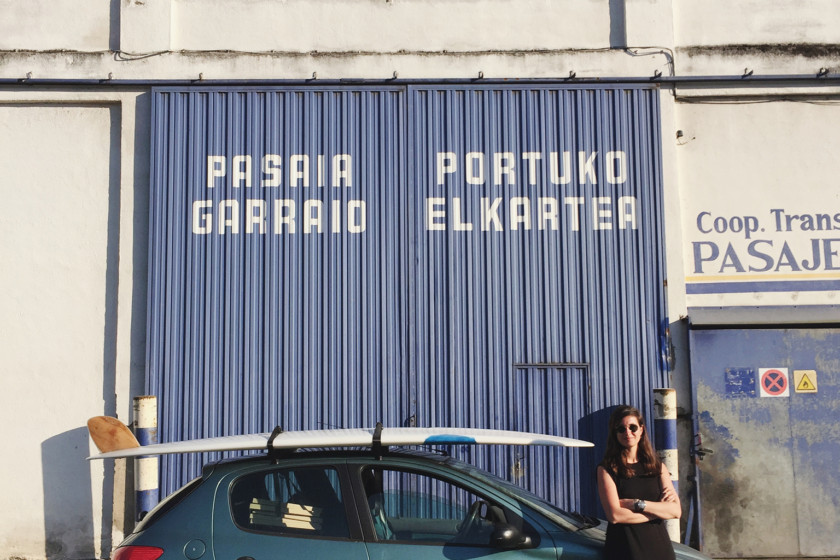 PASAIA
GARRAIO
PORTUKO
ELKARTEA
Coop. Trans
PASAJE